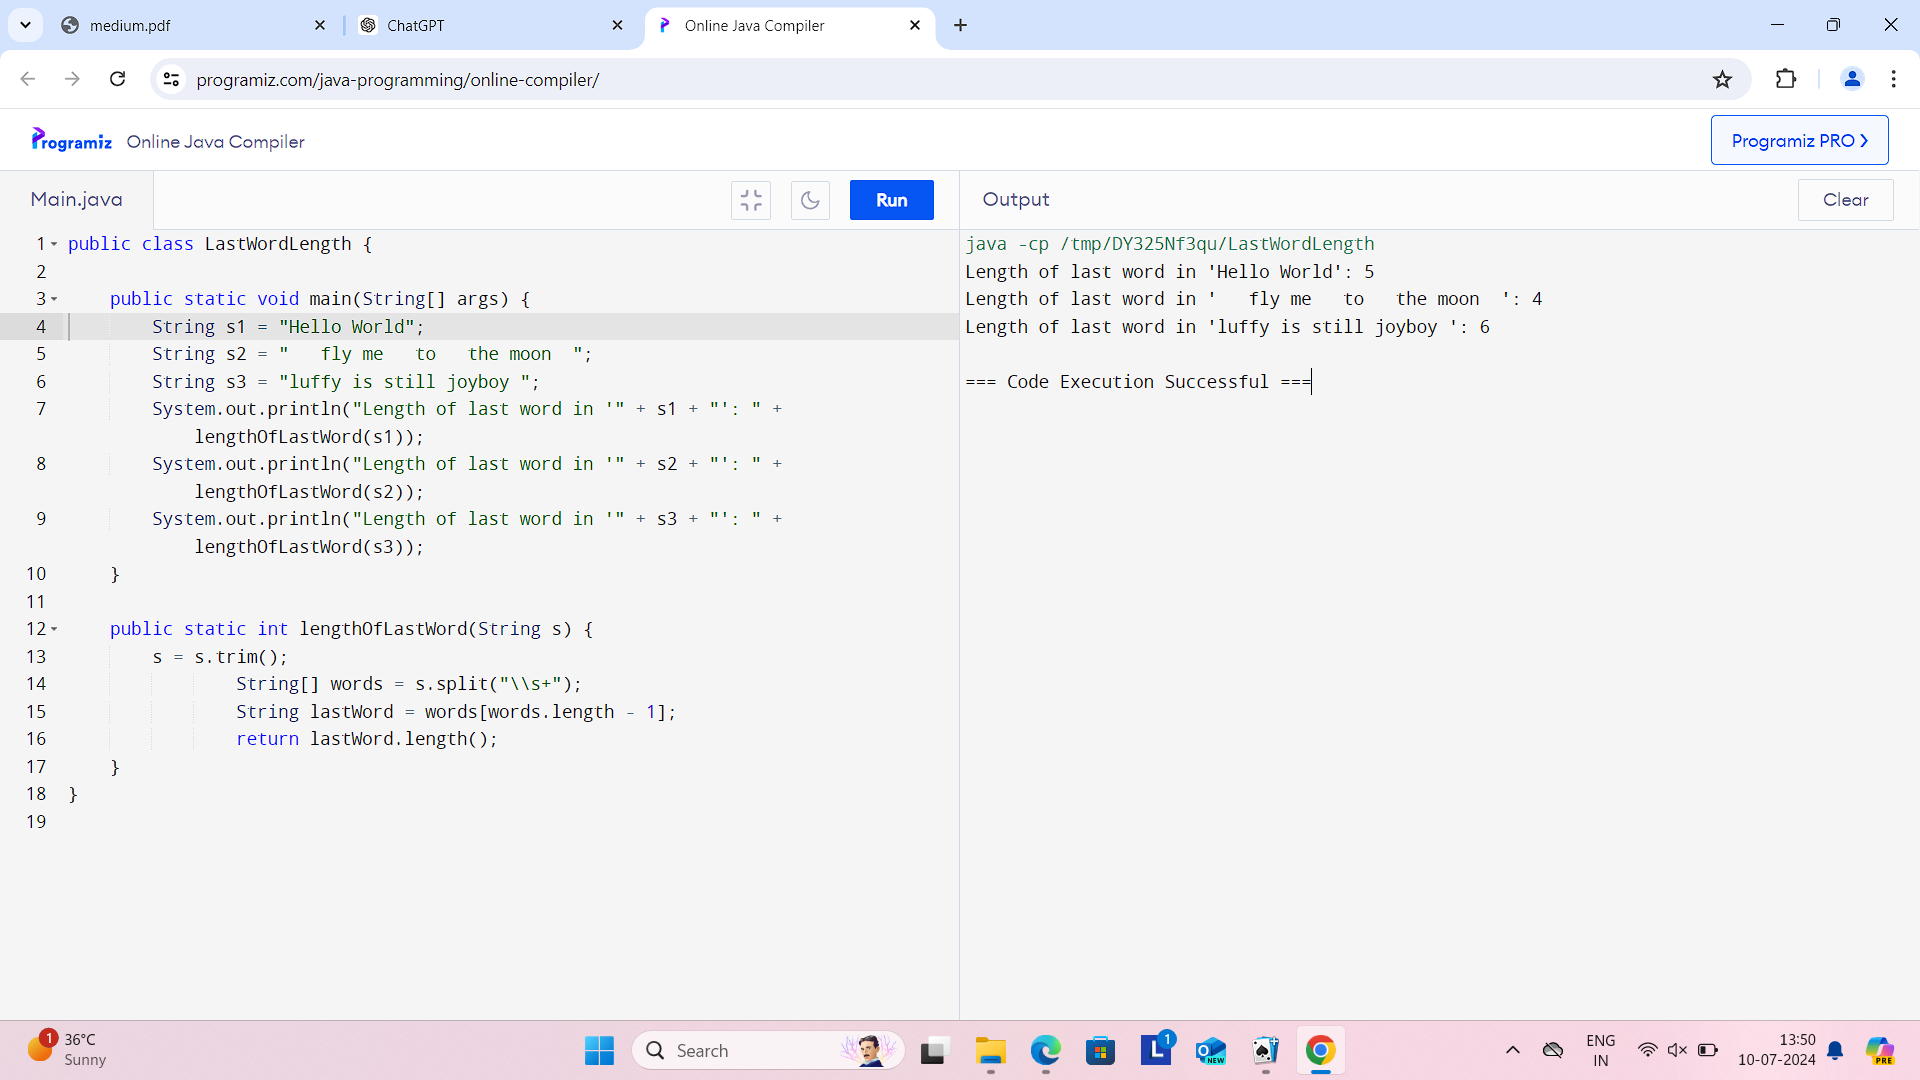 medium.pdf
ChatGPT
Online Java Compiler
programiz.com/java-programming/online-compiler/
Programiz Online Java Compiler
Programiz PRO
Main.java
Run
Output
Clear
1 public class LastWordLength {
2
3     public static void main(String[] args) {
4         String s1 = "Hello World";
5         String s2 = "   fly me   to   the moon  ";
6         String s3 = "luffy is still joyboy ";
7         System.out.println("Length of last word in '" + s1 + "': " +
            lengthOfLastWord(s1));
8         System.out.println("Length of last word in '" + s2 + "': " +
            lengthOfLastWord(s2));
9         System.out.println("Length of last word in '" + s3 + "': " +
            lengthOfLastWord(s3));
10     }
11
12     public static int lengthOfLastWord(String s) {
13         s = s.trim();
14                 String[] words = s.split("\\s+");
15                 String lastWord = words[words.length - 1];
16                 return lastWord.length();
17     }
18 }
19
java -cp /tmp/DY325Nf3qu/LastWordLength
Length of last word in 'Hello World': 5
Length of last word in '   fly me   to   the moon  ': 4
Length of last word in 'luffy is still joyboy ': 6
=== Code Execution Successful ===
1
36°C
Sunny
Search
L
1
NEW
ENG
IN
13:50
10-07-2024
PRE